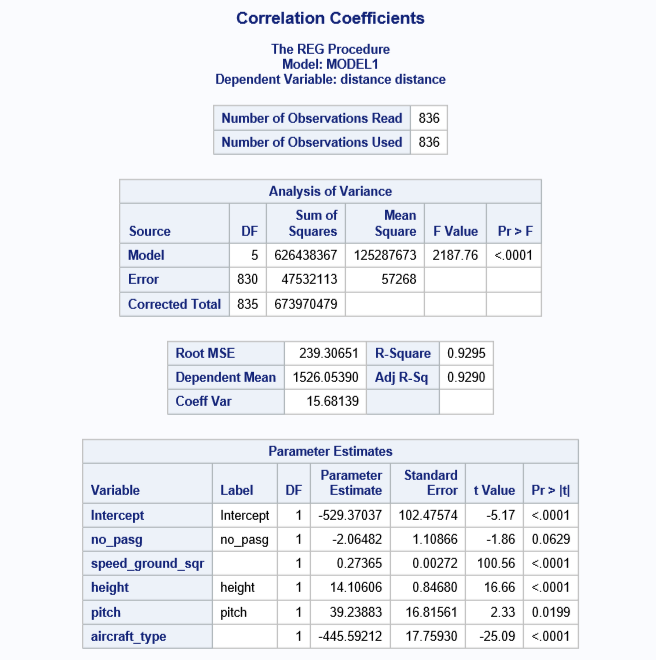 Correlation Coefficients
The REG Procedure
Model: MODEL1
Dependent Variable: distance distance
Number of Observations Read 836
Number of Observations Used 836
Analysis of Variance
Source DF Sum of Squares Mean Square F Value Pr > F
Model 5 626438367 125287673 2187.76 <.0001
Error 830 47532113 57268
Corrected Total 835 673970479
Root MSE 239.30651 R-Square 0.9295
Dependent Mean 1526.05390 Adj R-Sq 0.9290
Coeff Var 15.68139
Parameter Estimates
Variable Label DF Parameter Estimate Standard Error t Value Pr > |t|
Intercept Intercept 1 -529.37037 102.47574 -5.17 <.0001
no_pasg no_pasg 1 -2.06482 1.10866 -1.86 0.0629
speed_ground_sqr 1 0.27365 0.00272 100.56 <.0001
height height 1 14.10606 0.84680 16.66 <.0001
pitch pitch 1 39.23883 16.81561 2.33 0.0199
aircraft_type 1 -445.59212 17.75930 -25.09 <.0001